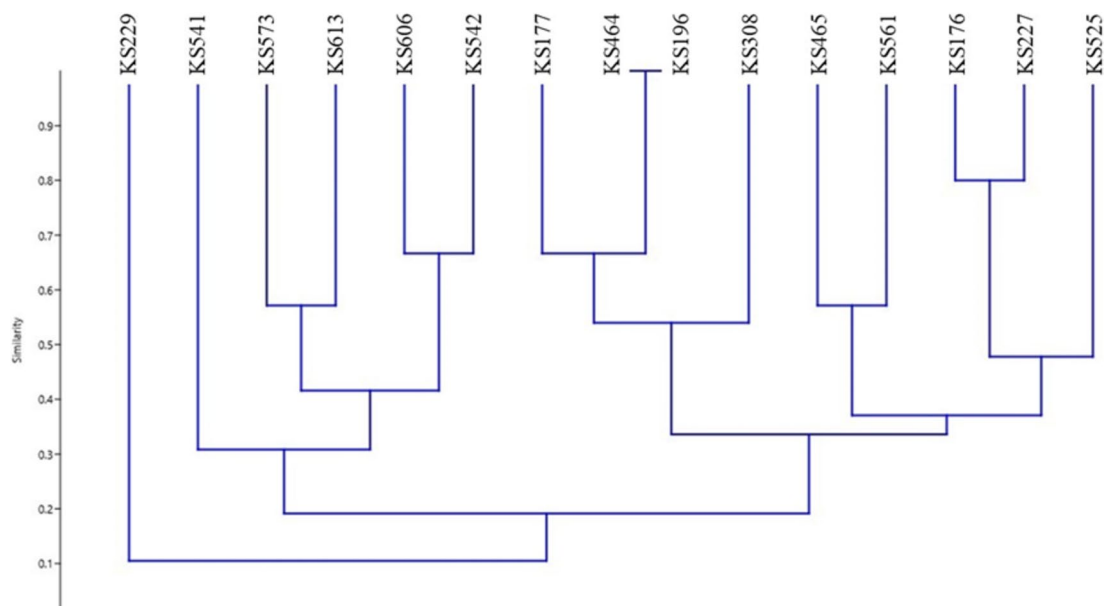 KS229
KS541
KS573
KS613
KS606
KS542
KS177
KS464
KS196
KS308
KS465
KS561
KS176
KS227
KS525
0.9
0.8
0.7
0.6
0.5
0.4
0.3
0.2
0.1
Similarity